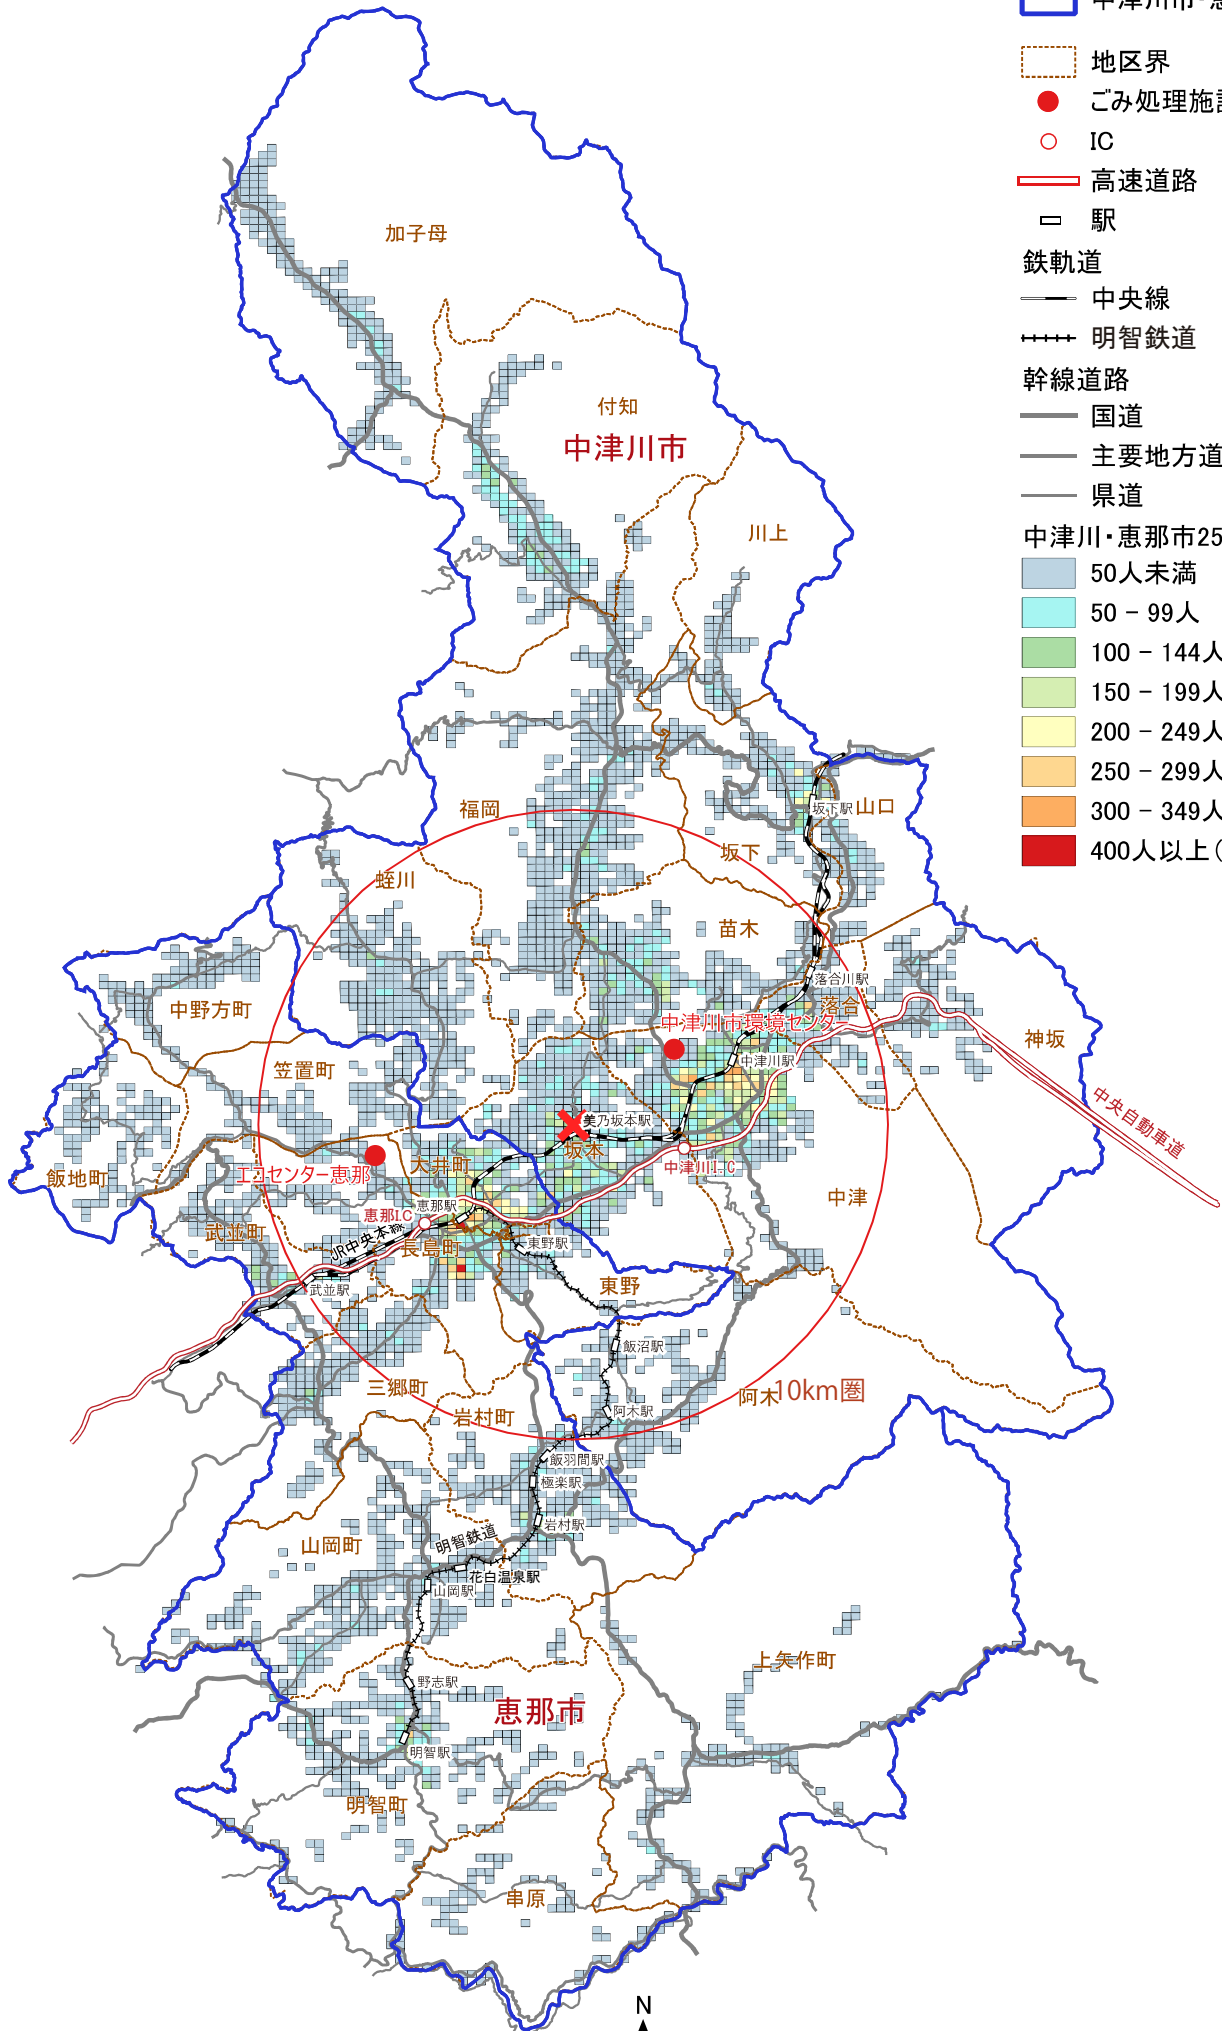 中津川市・恵
地区界
ごみ処理施設
IC
高速道路
駅
鉄軌道
中央線
明智鉄道
幹線道路
国道
主要地方道
県道
中津川・恵那市25
50人未満
50 – 99人
100 – 144人
150 – 199人
200 – 249人
250 – 299人
300 – 349人
400人以上(
加子母
付知
中津川市
川上
福岡
坂下駅
山口
坂下
蛭川
苗木
落合川駅
中野方町
落合
中津川市環境センター
神坂
笠置町
中津川駅
中央自動車道
美乃坂本駅
坂本
大井町
中津川I.C
エコセンター恵那
飯地町
中津
恵那駅
恵那I.C
武並町
JR中央本線
長島町
東野駅
武並駅
東野
飯沼駅
三郷町
阿木
10km圏
岩村町
阿木駅
飯羽間駅
極楽駅
岩村駅
山岡町
明智鉄道
花白温泉駅
山岡駅
上矢作町
野志駅
恵那市
明智駅
明智町
串原
N